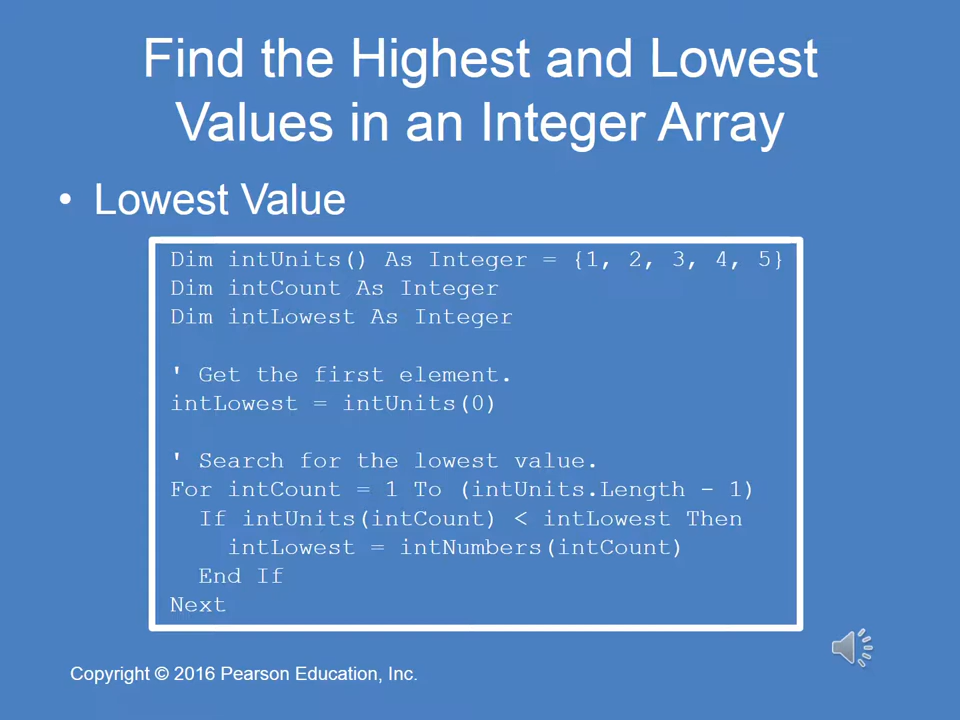 Find the Highest and Lowest
Values in an Integer Array
• Lowest Value
Dim intUnits() As Integer = {1, 2, 3, 4, 5}
Dim intCount As Integer
Dim intLowest As Integer
' Get the first element.
intLowest = intUnits(0)
' Search for the lowest value.
For intCount = 1 To (intUnits.Length - 1)
If intUnits(intCount) < intLowest Then
intLowest = intNumbers(intCount)
End If
Next
Copyright © 2016 Pearson Education, Inc.